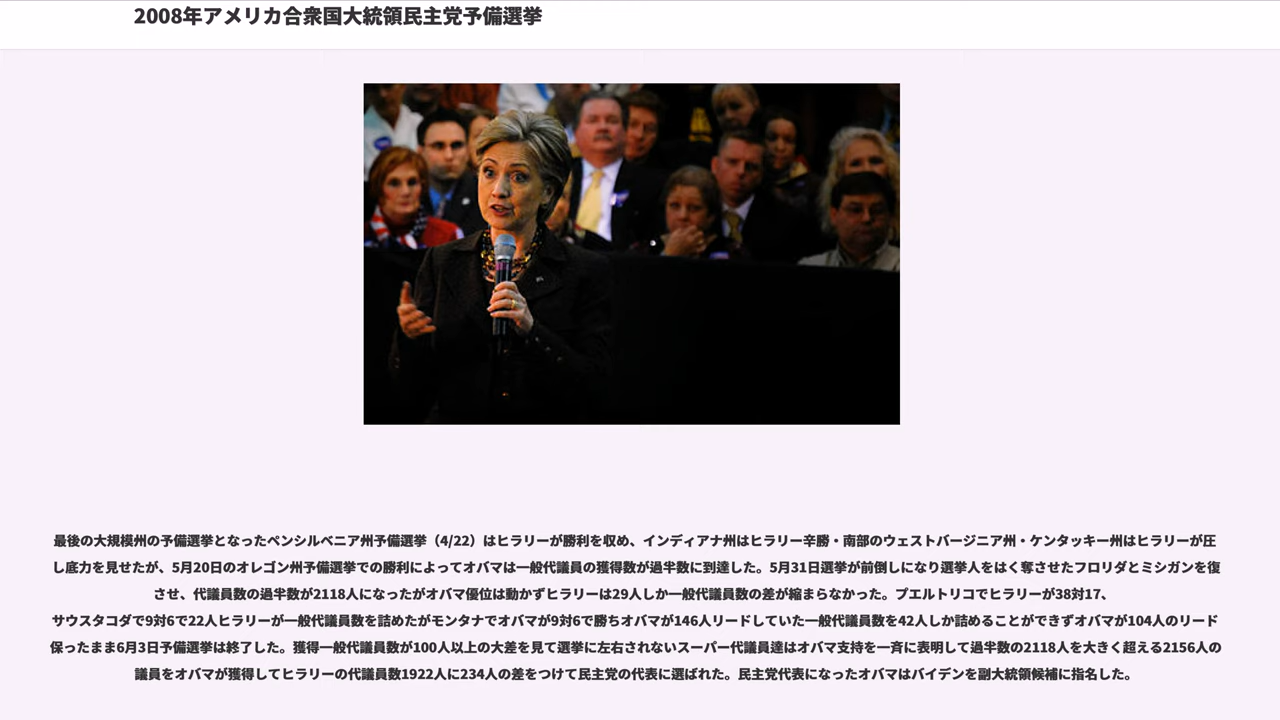 2008年アメリカ合衆国大統領民主党予備選挙
最後の大規模州の予備選挙となったペンシルベニア州予備選挙（4/22）はヒラリーが勝利を収め、インディアナ州はヒラリー辛勝・南部のウェストバージニア州・ケンタッキー州はヒラリーが圧
し底力を見せたが、5月20日のオレゴン州予備選挙での勝利によってオバマは一般代議員の獲得数が過半数に到達した。5月31日選挙が前倒しになり選挙人をはく奪させたフロリダとミシガンを復
させ、代議員数の過半数が2118人になったがオバマ優位は動かずヒラリーは29人しか一般代議員数の差が縮まらなかった。プエルトリコでヒラリーが38対17、
サウスタコダで9対6で22人ヒラリーが一般代議員数を詰めたがモンタナでオバマが9対6で勝ちオバマが146人リードしていた一般代議員数を42人しか詰めることができずオバマが104人のリード
保ったまま6月3日予備選挙は終了した。獲得一般代議員数が100人以上の大差を見て選挙に左右されないスーパー代議員達はオバマ支持を一斉に表明して過半数の2118人を大きく超える2156人の
議員をオバマが獲得してヒラリーの代議員数1922人に234人の差をつけて民主党の代表に選ばれた。民主党代表になったオバマはバイデンを副大統領候補に指名した。